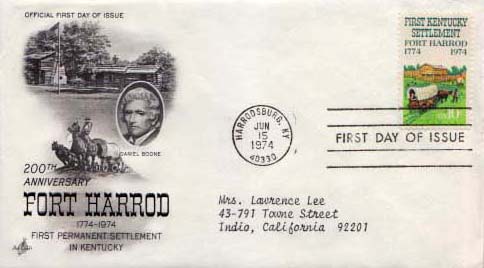 OFFICIAL FIRST DAY OF ISSUE
DANIEL BOONE
200TH
ANNIVERSARY
FORT HARROD
1774-1974
FIRST PERMANENT SETTLEMENT
IN KENTUCKY
HARRODSBURG, KY
JUN
15
1974
40330
FIRST KENTUCKY
SETTLEMENT
FORT HARROD
1774 1974
FIRST DAY OF ISSUE
Mrs. Lawrence Lee
43-791 Towne Street
Indio, California 92201